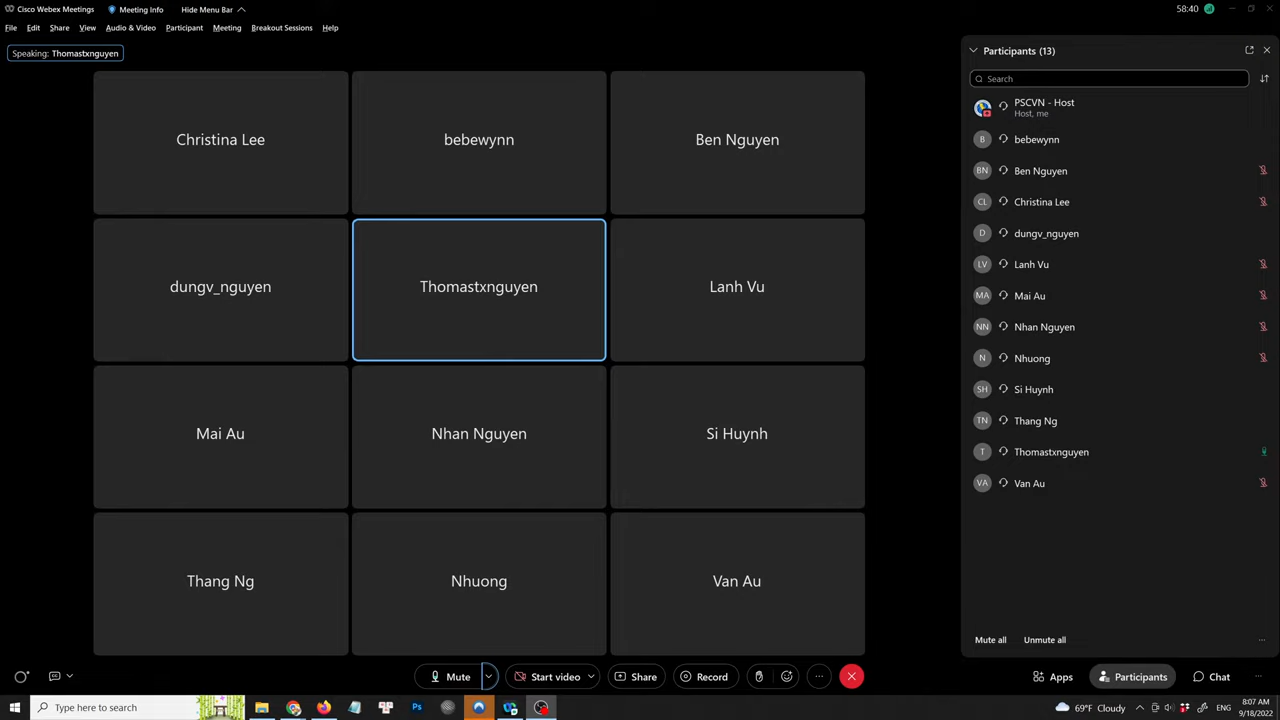 Cisco Webex Meetings
Meeting Info
Hide Menu Bar
58:40
File Edit Share View Audio & Video Participant Meeting Breakout Sessions Help
Speaking: Thomastxnguyen
Christina Lee
bebewynn
Ben Nguyen
dungv_nguyen
Thomastxnguyen
Lanh Vu
Mai Au
Nhan Nguyen
Si Huynh
Thang Ng
Nhuong
Van Au
Participants (13)
Search
PSCVN - Host
Host, me
B bebewynn
BN Ben Nguyen
CL Christina Lee
D dungv_nguyen
LV Lanh Vu
MA Mai Au
NN Nhan Nguyen
N Nhuong
SH Si Huynh
TN Thang Ng
T Thomastxnguyen
VA Van Au
Mute all Unmute all
Mute
Start video
Share
Record
Apps
Participants
Chat
Type here to search
Ps
69°F Cloudy
ENG
8:07 AM
9/18/2022